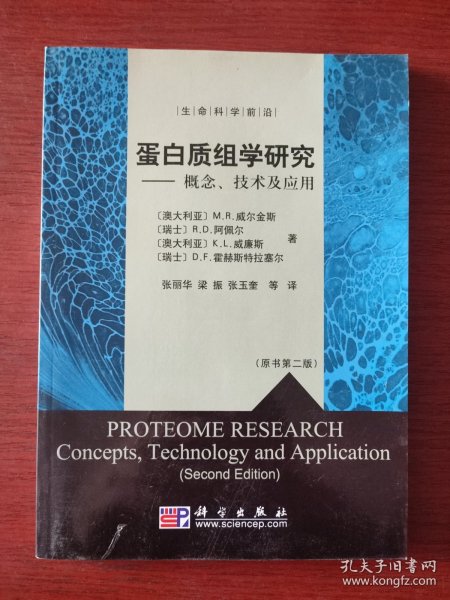 |生|命|科|学|前|沿|
蛋白质组学研究
—— 概念、技术及应用
〔澳大利亚〕M.R.威尔金斯
〔瑞士〕R.D.阿佩尔
〔澳大利亚〕K.L.威廉斯
著
〔瑞士〕D.F.霍赫斯特拉塞尔
张丽华 梁 振 张玉奎 等 译
(原书第二版)
PROTEOME RESEARCH
Concepts, Technology and Application
(Second Edition)
科学出版社
www.sciencep.com
孔夫子旧书网
www.kongfz.com